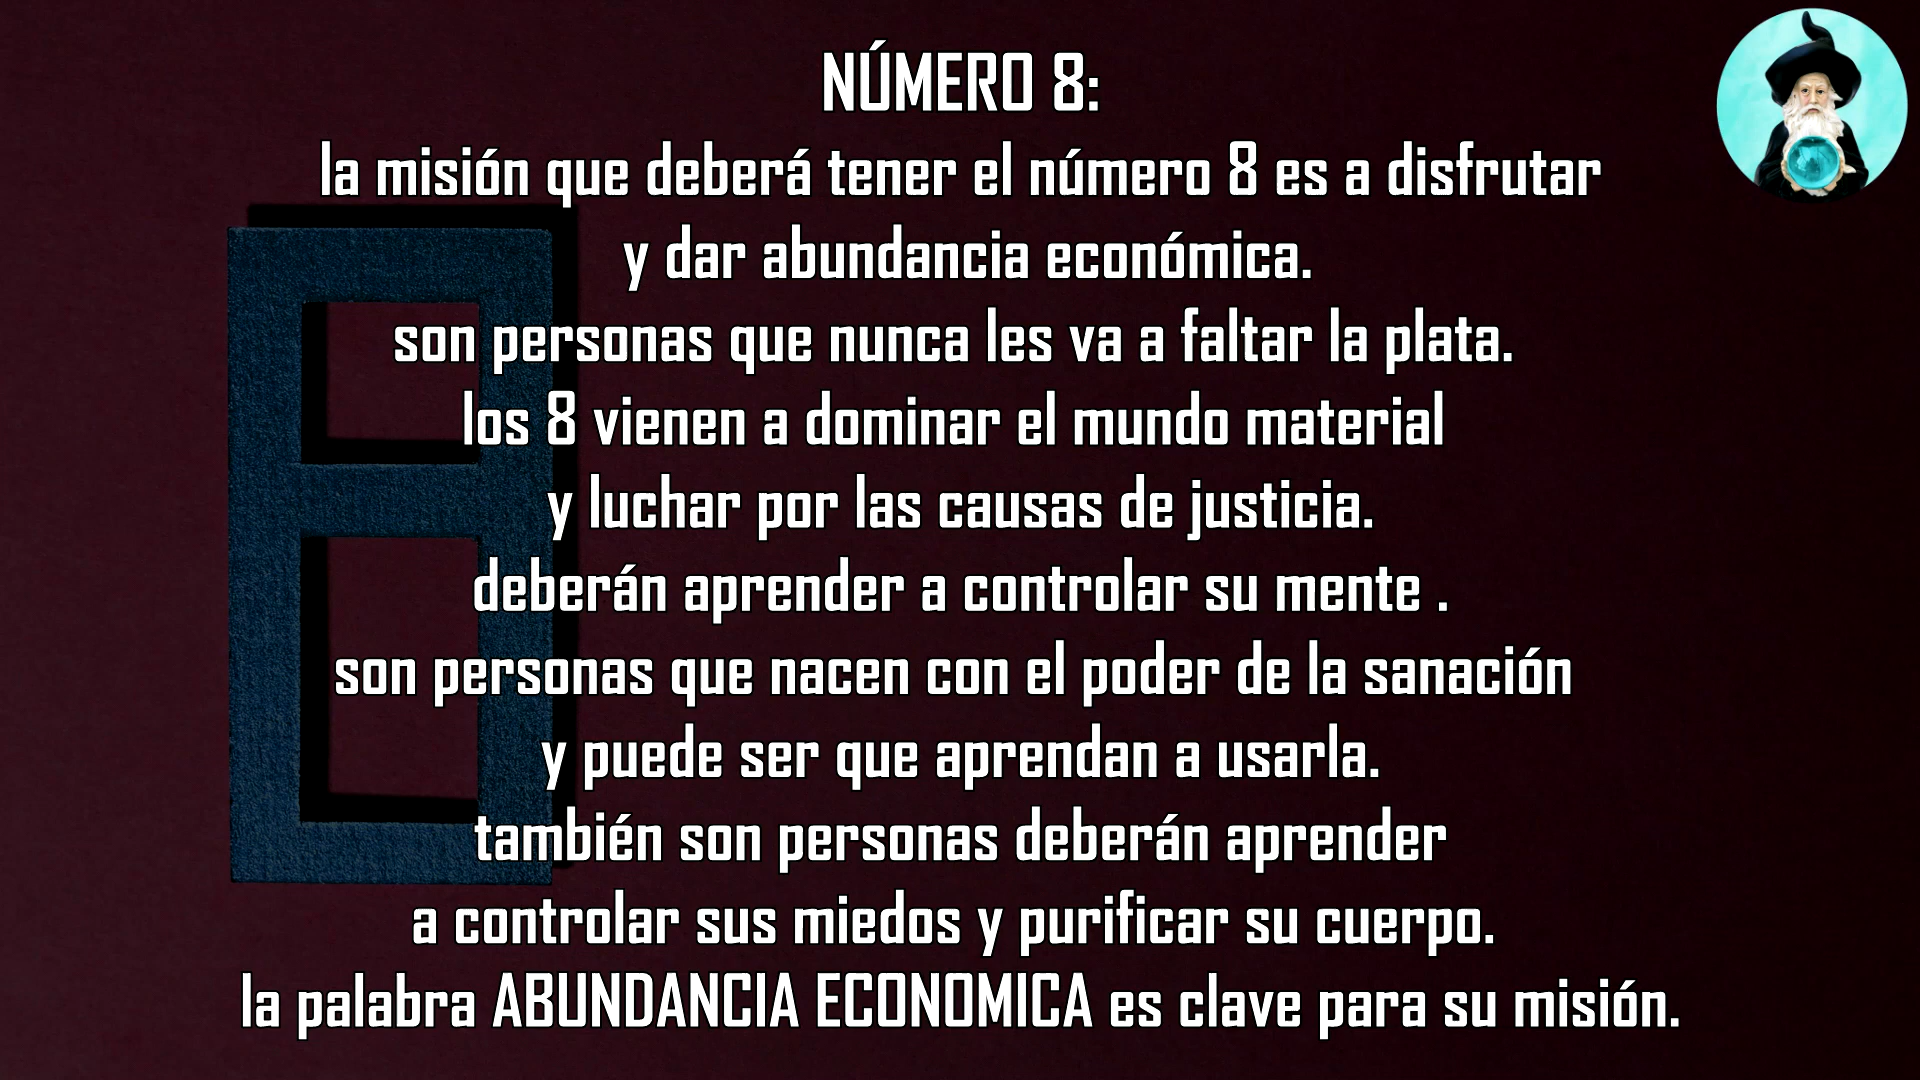 NÚMERO 8:
la misión que deberá tener el número 8 es a disfrutar
y dar abundancia económica.
son personas que nunca les va a faltar la plata.
los 8 vienen a dominar el mundo material
y luchar por las causas de justicia.
deberán aprender a controlar su mente .
son personas que nacen con el poder de la sanación
y puede ser que aprendan a usarla.
también son personas deberán aprender
a controlar sus miedos y purificar su cuerpo.
la palabra ABUNDANCIA ECONOMICA es clave para su misión.